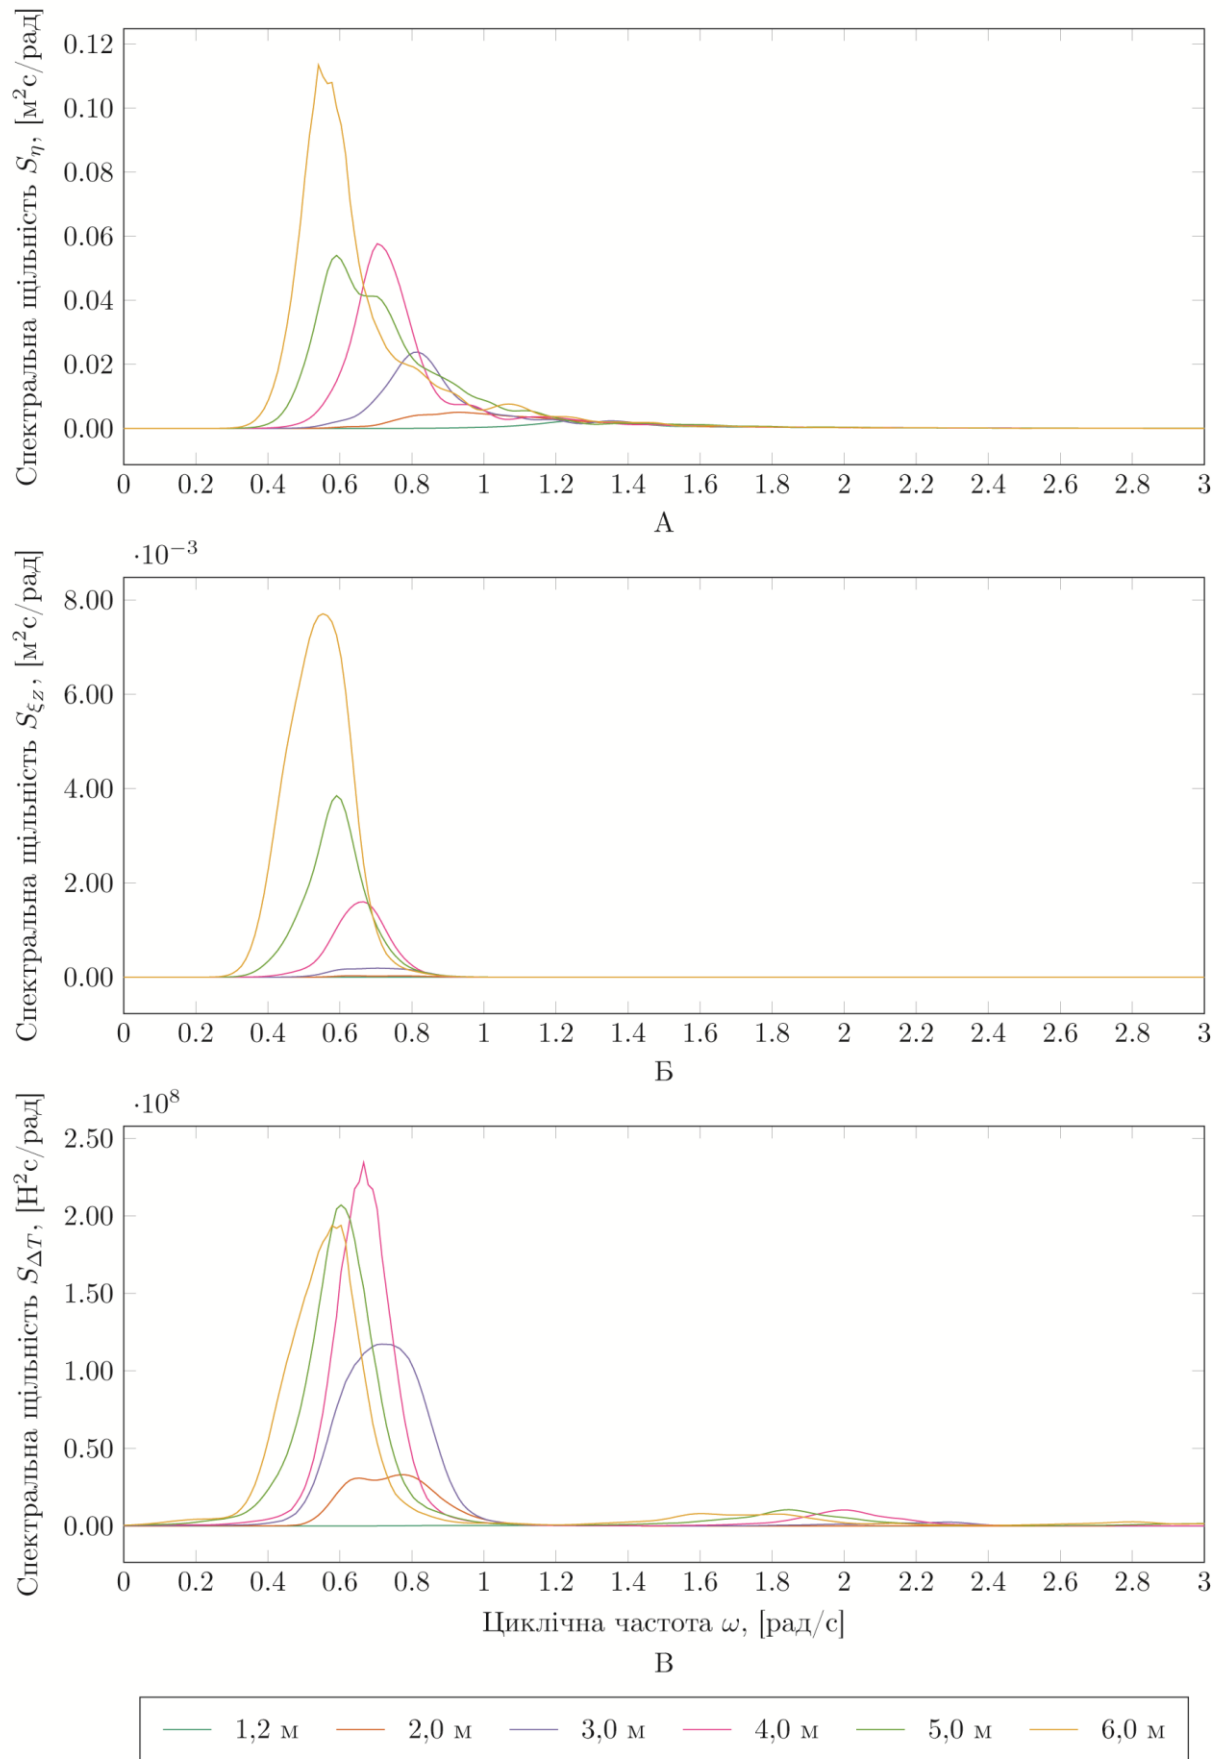 0.12
0.10
0.08
0.06
0.04
0.02
0.00
Спектральна щільність Sη, [м²с/рад]
0 0.2 0.4 0.6 0.8 1 1.2 1.4 1.6 1.8 2 2.2 2.4 2.6 2.8 3
А
·10⁻³
8.00
6.00
4.00
2.00
0.00
Спектральна щільність SξZ, [м²с/рад]
0 0.2 0.4 0.6 0.8 1 1.2 1.4 1.6 1.8 2 2.2 2.4 2.6 2.8 3
Б
·10⁸
2.50
2.00
1.50
1.00
0.50
0.00
Спектральна щільність SΔT, [Н²с/рад]
0 0.2 0.4 0.6 0.8 1 1.2 1.4 1.6 1.8 2 2.2 2.4 2.6 2.8 3
Циклічна частота ω, [рад/с]
В
1,2 м 2,0 м 3,0 м 4,0 м 5,0 м 6,0 м